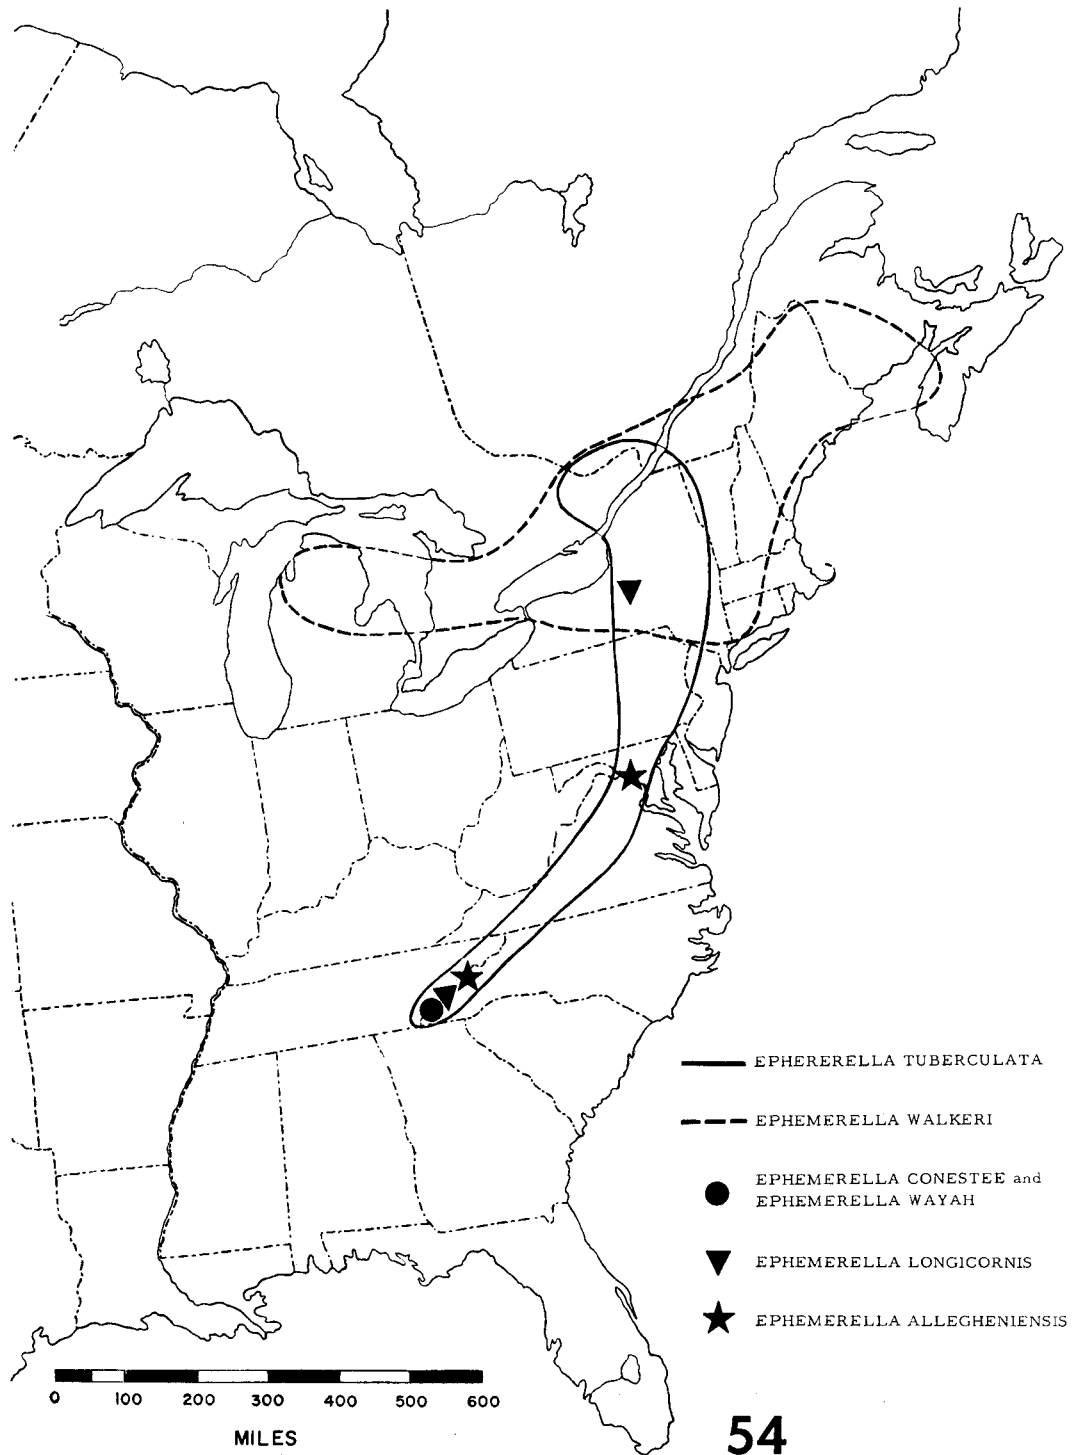 EPHERERELLA TUBERCULATA
EPHEMERELLA WALKERI
EPHEMERELLA CONESTEE and
EPHEMERELLA WAYAH
EPHEMERELLA LONGICORNIS
EPHEMERELLA ALLEGHENIENSIS
0 100 200 300 400 500 600
MILES
54